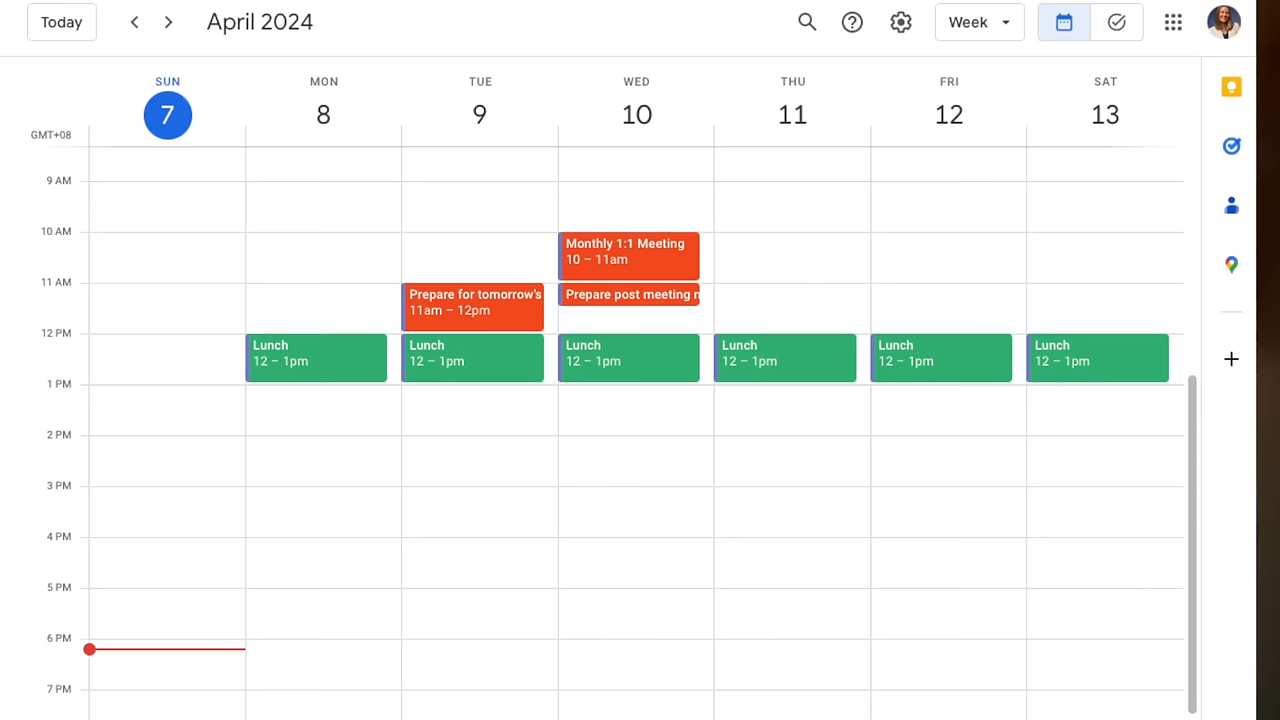 Today
April 2024
Week
SUN MON TUE WED THU FRI SAT
7 8 9 10 11 12 13
GMT+08
9 AM
10 AM
Monthly 1:1 Meeting
10 – 11am
11 AM
Prepare for tomorrow's
11am – 12pm
Prepare post meeting
12 PM
Lunch Lunch Lunch Lunch Lunch Lunch
12 – 1pm 12 – 1pm 12 – 1pm 12 – 1pm 12 – 1pm 12 – 1pm
1 PM
2 PM
3 PM
4 PM
5 PM
6 PM
7 PM